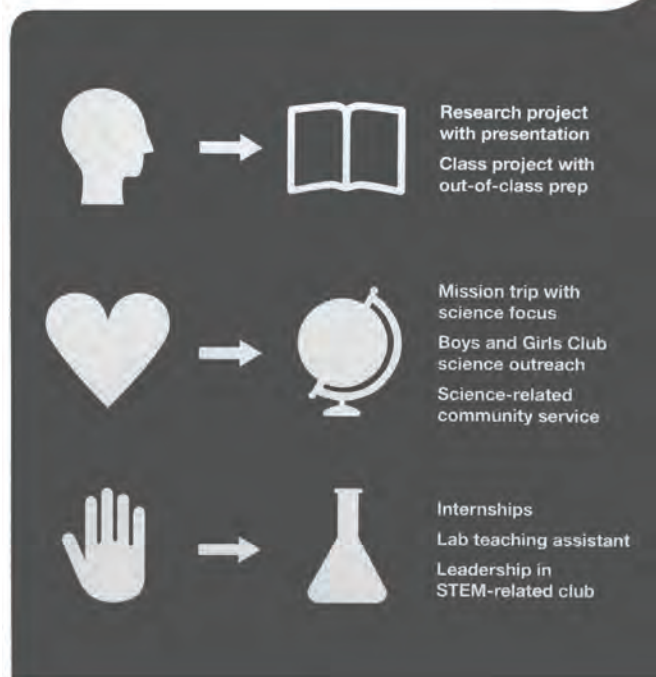 Research project
with presentation
Class project with
out-of-class prep
Mission trip with
science focus
Boys and Girls Club
science outreach
Science-related
community service
Internships
Lab teaching assistant
Leadership in
STEM-related club